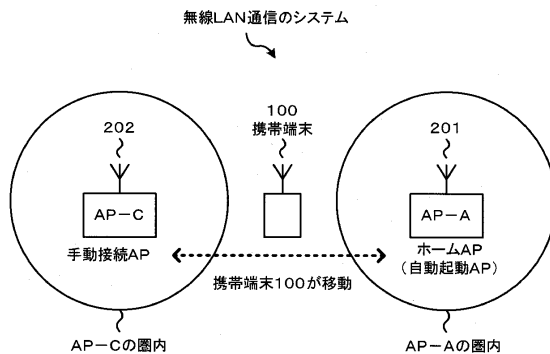 無線LAN通信のシステム
202
100
携帯端末
201
AP-C
AP-A
手動接続AP
ホームAP
(自動起動AP)
携帯端末100が移動
AP-Cの圏内
AP-Aの圏内